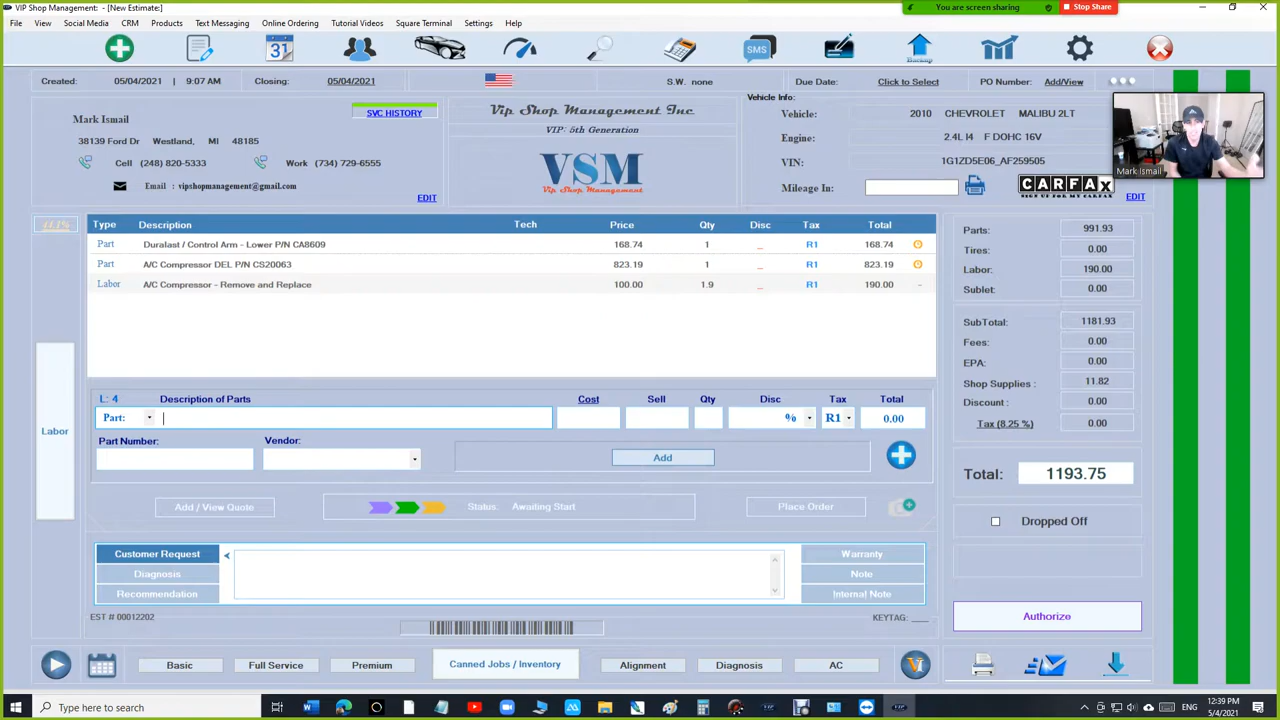 VIP Shop Management: - [New Estimate:]
You are screen sharing
Stop Share
File View Social Media CRM Products Text Messaging Online Ordering Tutorial Videos Square Terminal Settings Help
31
SMS
Backup
Created: 05/04/2021 | 9:07 AM Closing: 05/04/2021 S.W. none Due Date: Click to Select PO Number: Add/View
Mark Ismail
SVC HISTORY
38139 Ford Dr Westland, MI 48185
Cell (248) 820-5333 Work (734) 729-6555
Email : vipshopmanagement@gmail.com
EDIT
Vip Shop Management Inc
VIP: 5th Generation
VSM
Vip Shop Management
Vehicle Info:
Vehicle: 2010 CHEVROLET MALIBU 2LT
Engine: 2.4L I4 F DOHC 16V
VIN: 1G1ZD5E06_AF259505
Mileage In:
CARFAX
SIGN UP FOR MY CARFAX
EDIT
Mark Ismail
Type Description Tech Price Qty Disc Tax Total
Part Duralast / Control Arm - Lower P/N CA8609 168.74 1 _ R1 168.74
Part A/C Compressor DEL P/N CS20063 823.19 1 _ R1 823.19
Labor A/C Compressor - Remove and Replace 100.00 1.9 _ R1 190.00 -
Labor
L: 4 Description of Parts Cost Sell Qty Disc Tax Total
Part: % R1 0.00
Part Number: Vendor:
Add
Add / View Quote
Status: Awaiting Start
Place Order
Customer Request
Diagnosis
Recommendation
Warranty
Note
Internal Note
EST # 00012202
KEYTAG: ___
Parts: 991.93
Tires: 0.00
Labor: 190.00
Sublet: 0.00
SubTotal: 1181.93
Fees: 0.00
EPA: 0.00
Shop Supplies : 11.82
Discount : 0.00
Tax (8.25 %) 0.00
Total: 1193.75
Dropped Off
Authorize
Basic Full Service Premium Canned Jobs / Inventory Alignment Diagnosis AC
Type here to search
ENG
12:39 PM
5/4/2021